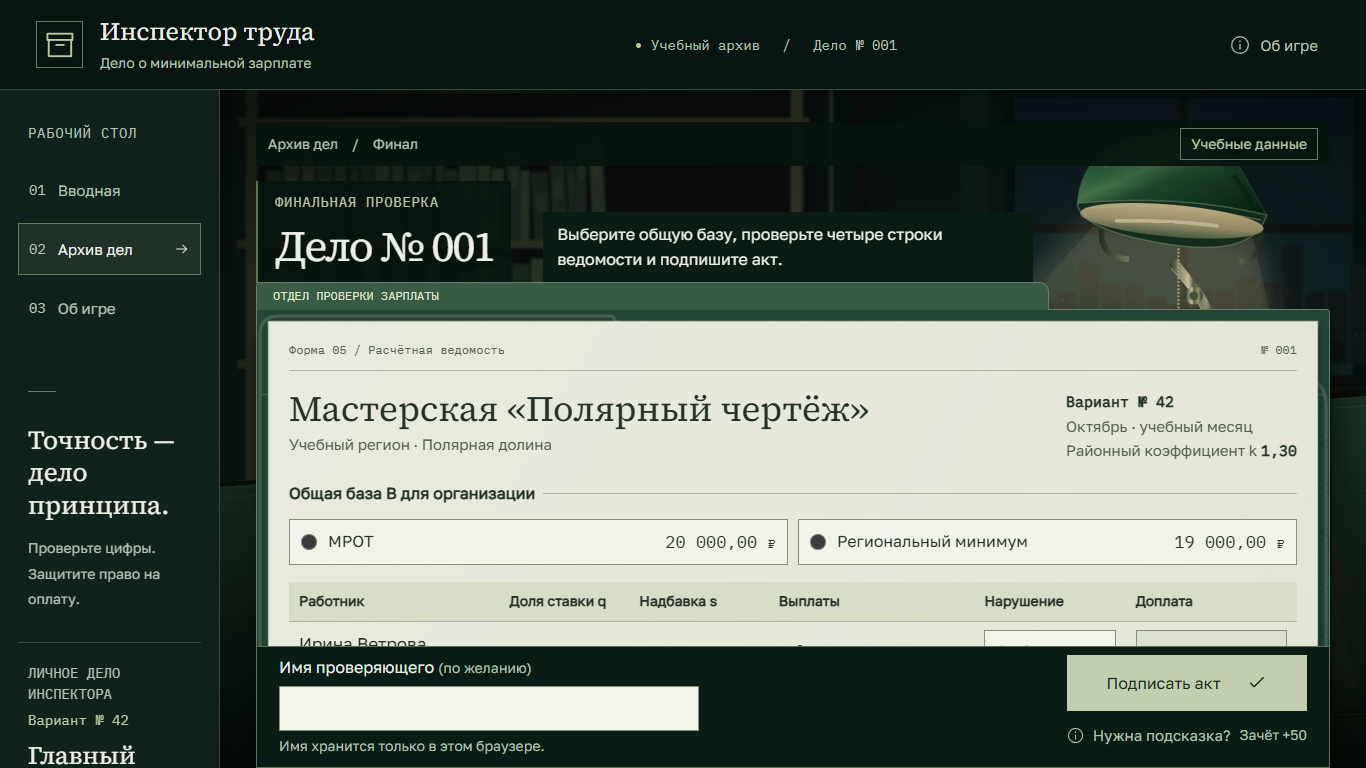 Инспектор труда
Дело о минимальной зарплате
Учебный архив / Дело № 001
Об игре
РАБОЧИЙ СТОЛ
01 Вводная
02 Архив дел →
03 Об игре
Точность —
дело
принципа.
Проверьте цифры.
Защитите право на
оплату.
ЛИЧНОЕ ДЕЛО
ИНСПЕКТОРА
Вариант № 42
Главный
Архив дел / Финал
Учебные данные
ФИНАЛЬНАЯ ПРОВЕРКА
Дело № 001
Выберите общую базу, проверьте четыре строки
ведомости и подпишите акт.
ОТДЕЛ ПРОВЕРКИ ЗАРПЛАТЫ
Форма 05 / Расчётная ведомость
№ 001
Мастерская «Полярный чертёж»
Учебный регион · Полярная долина
Вариант № 42
Октябрь · учебный месяц
Районный коэффициент k 1,30
Общая база B для организации
МРОТ 20 000,00 ₽
Региональный минимум 19 000,00 ₽
Работник Доля ставки q Надбавка s Выплаты Нарушение Доплата
Ирина Ветрова
Имя проверяющего (по желанию)
Имя хранится только в этом браузере.
Подписать акт
Нужна подсказка? Зачёт +50